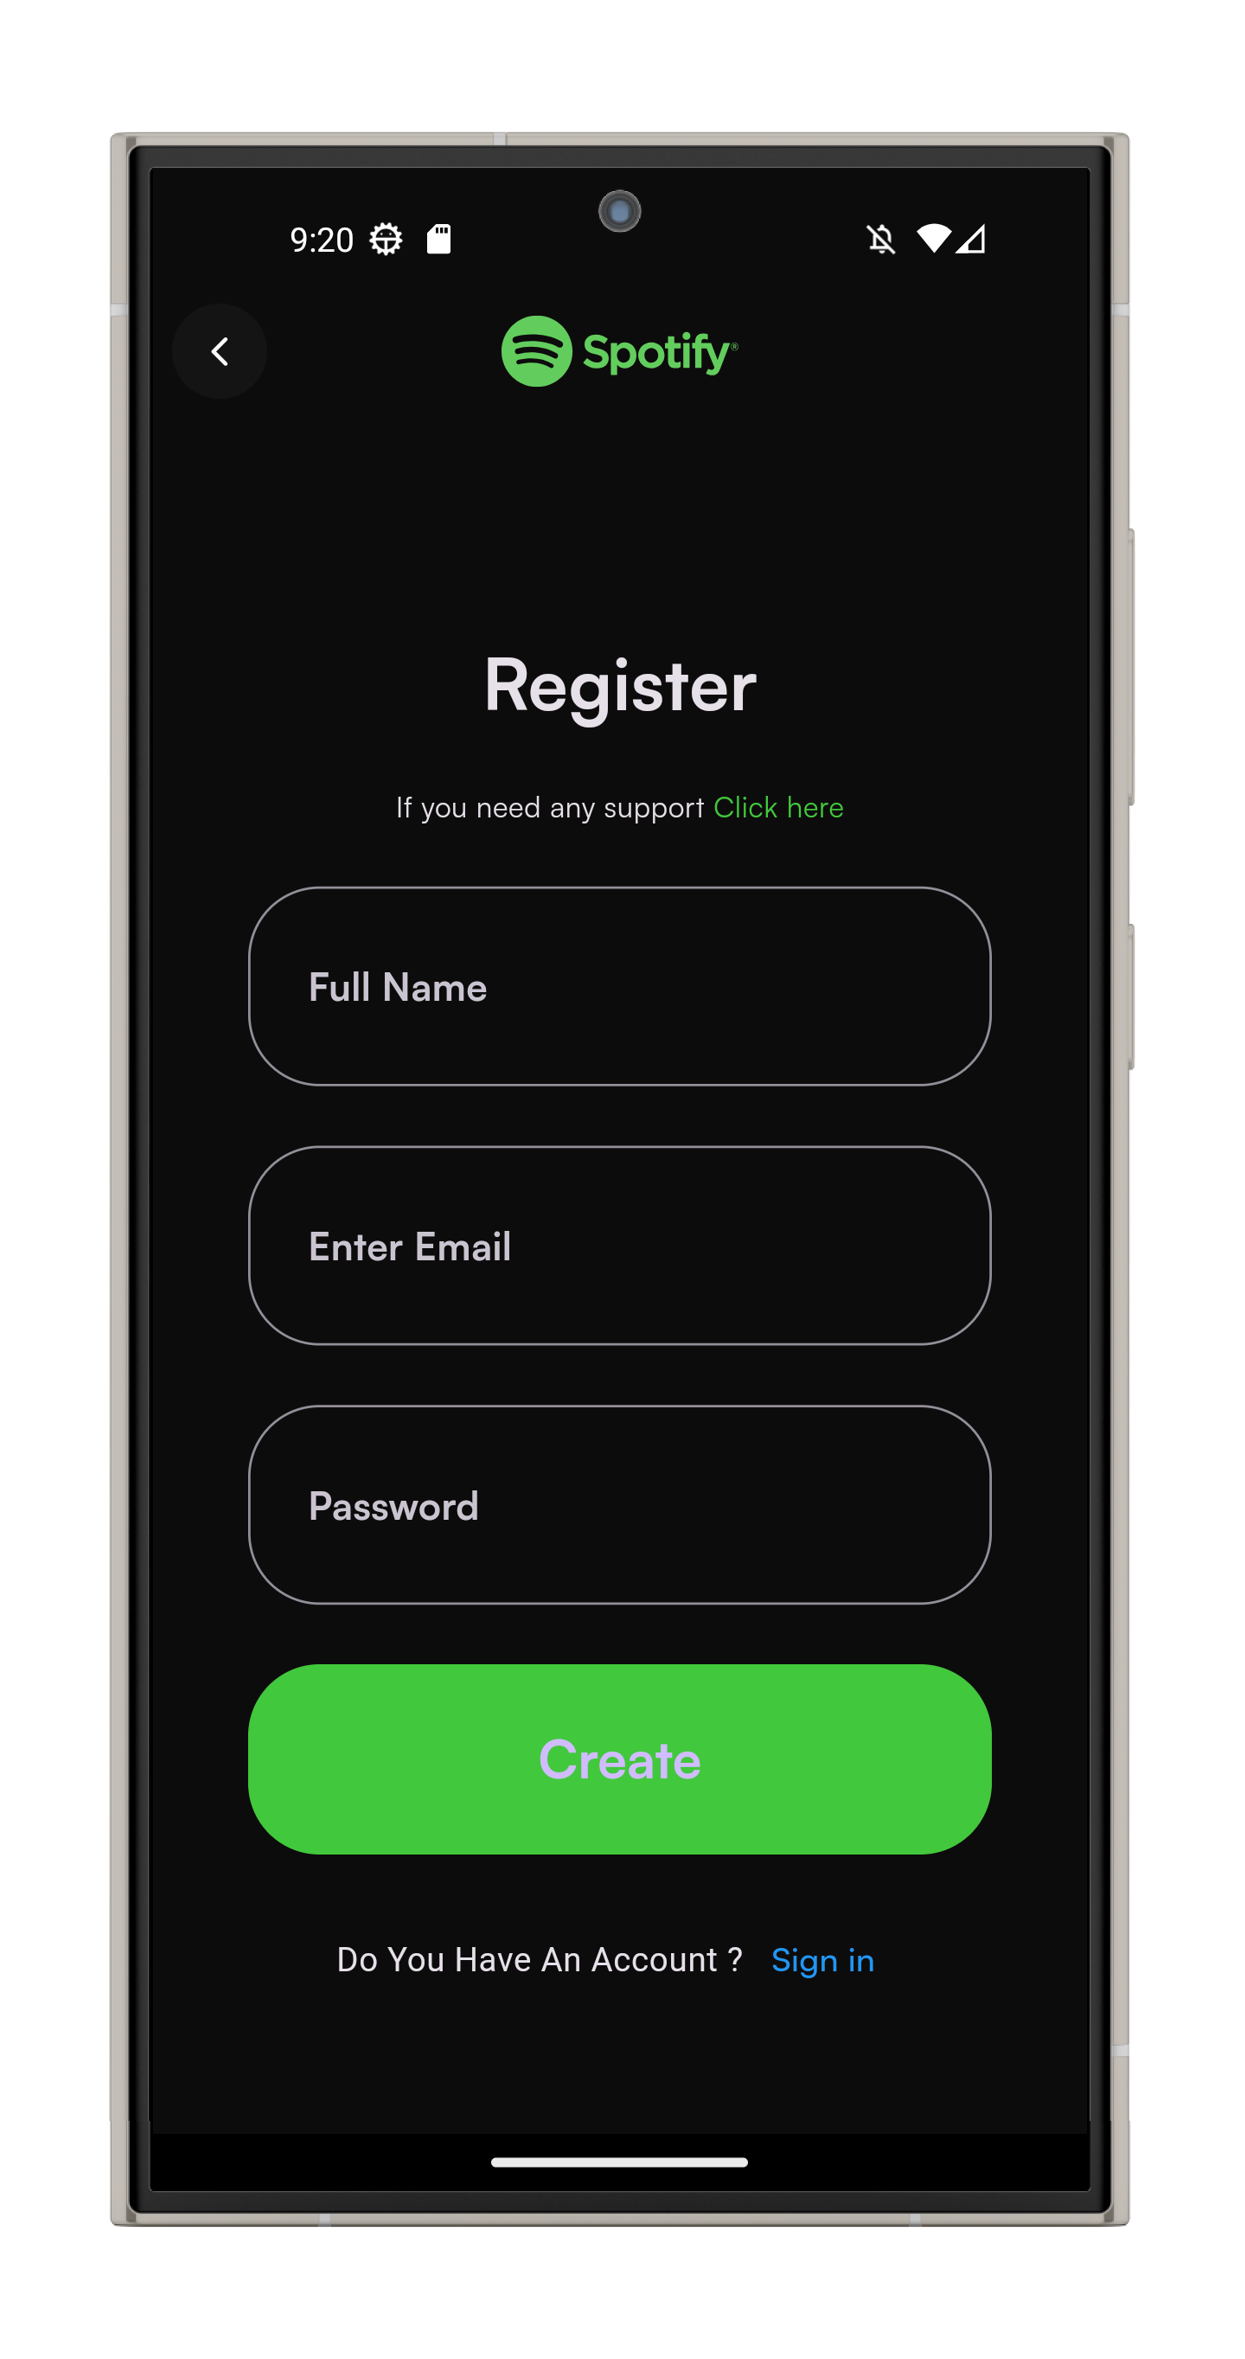 9:20
Spotify®
Register
If you need any support Click here
Full Name
Enter Email
Password
Create
Do You Have An Account ? Sign in